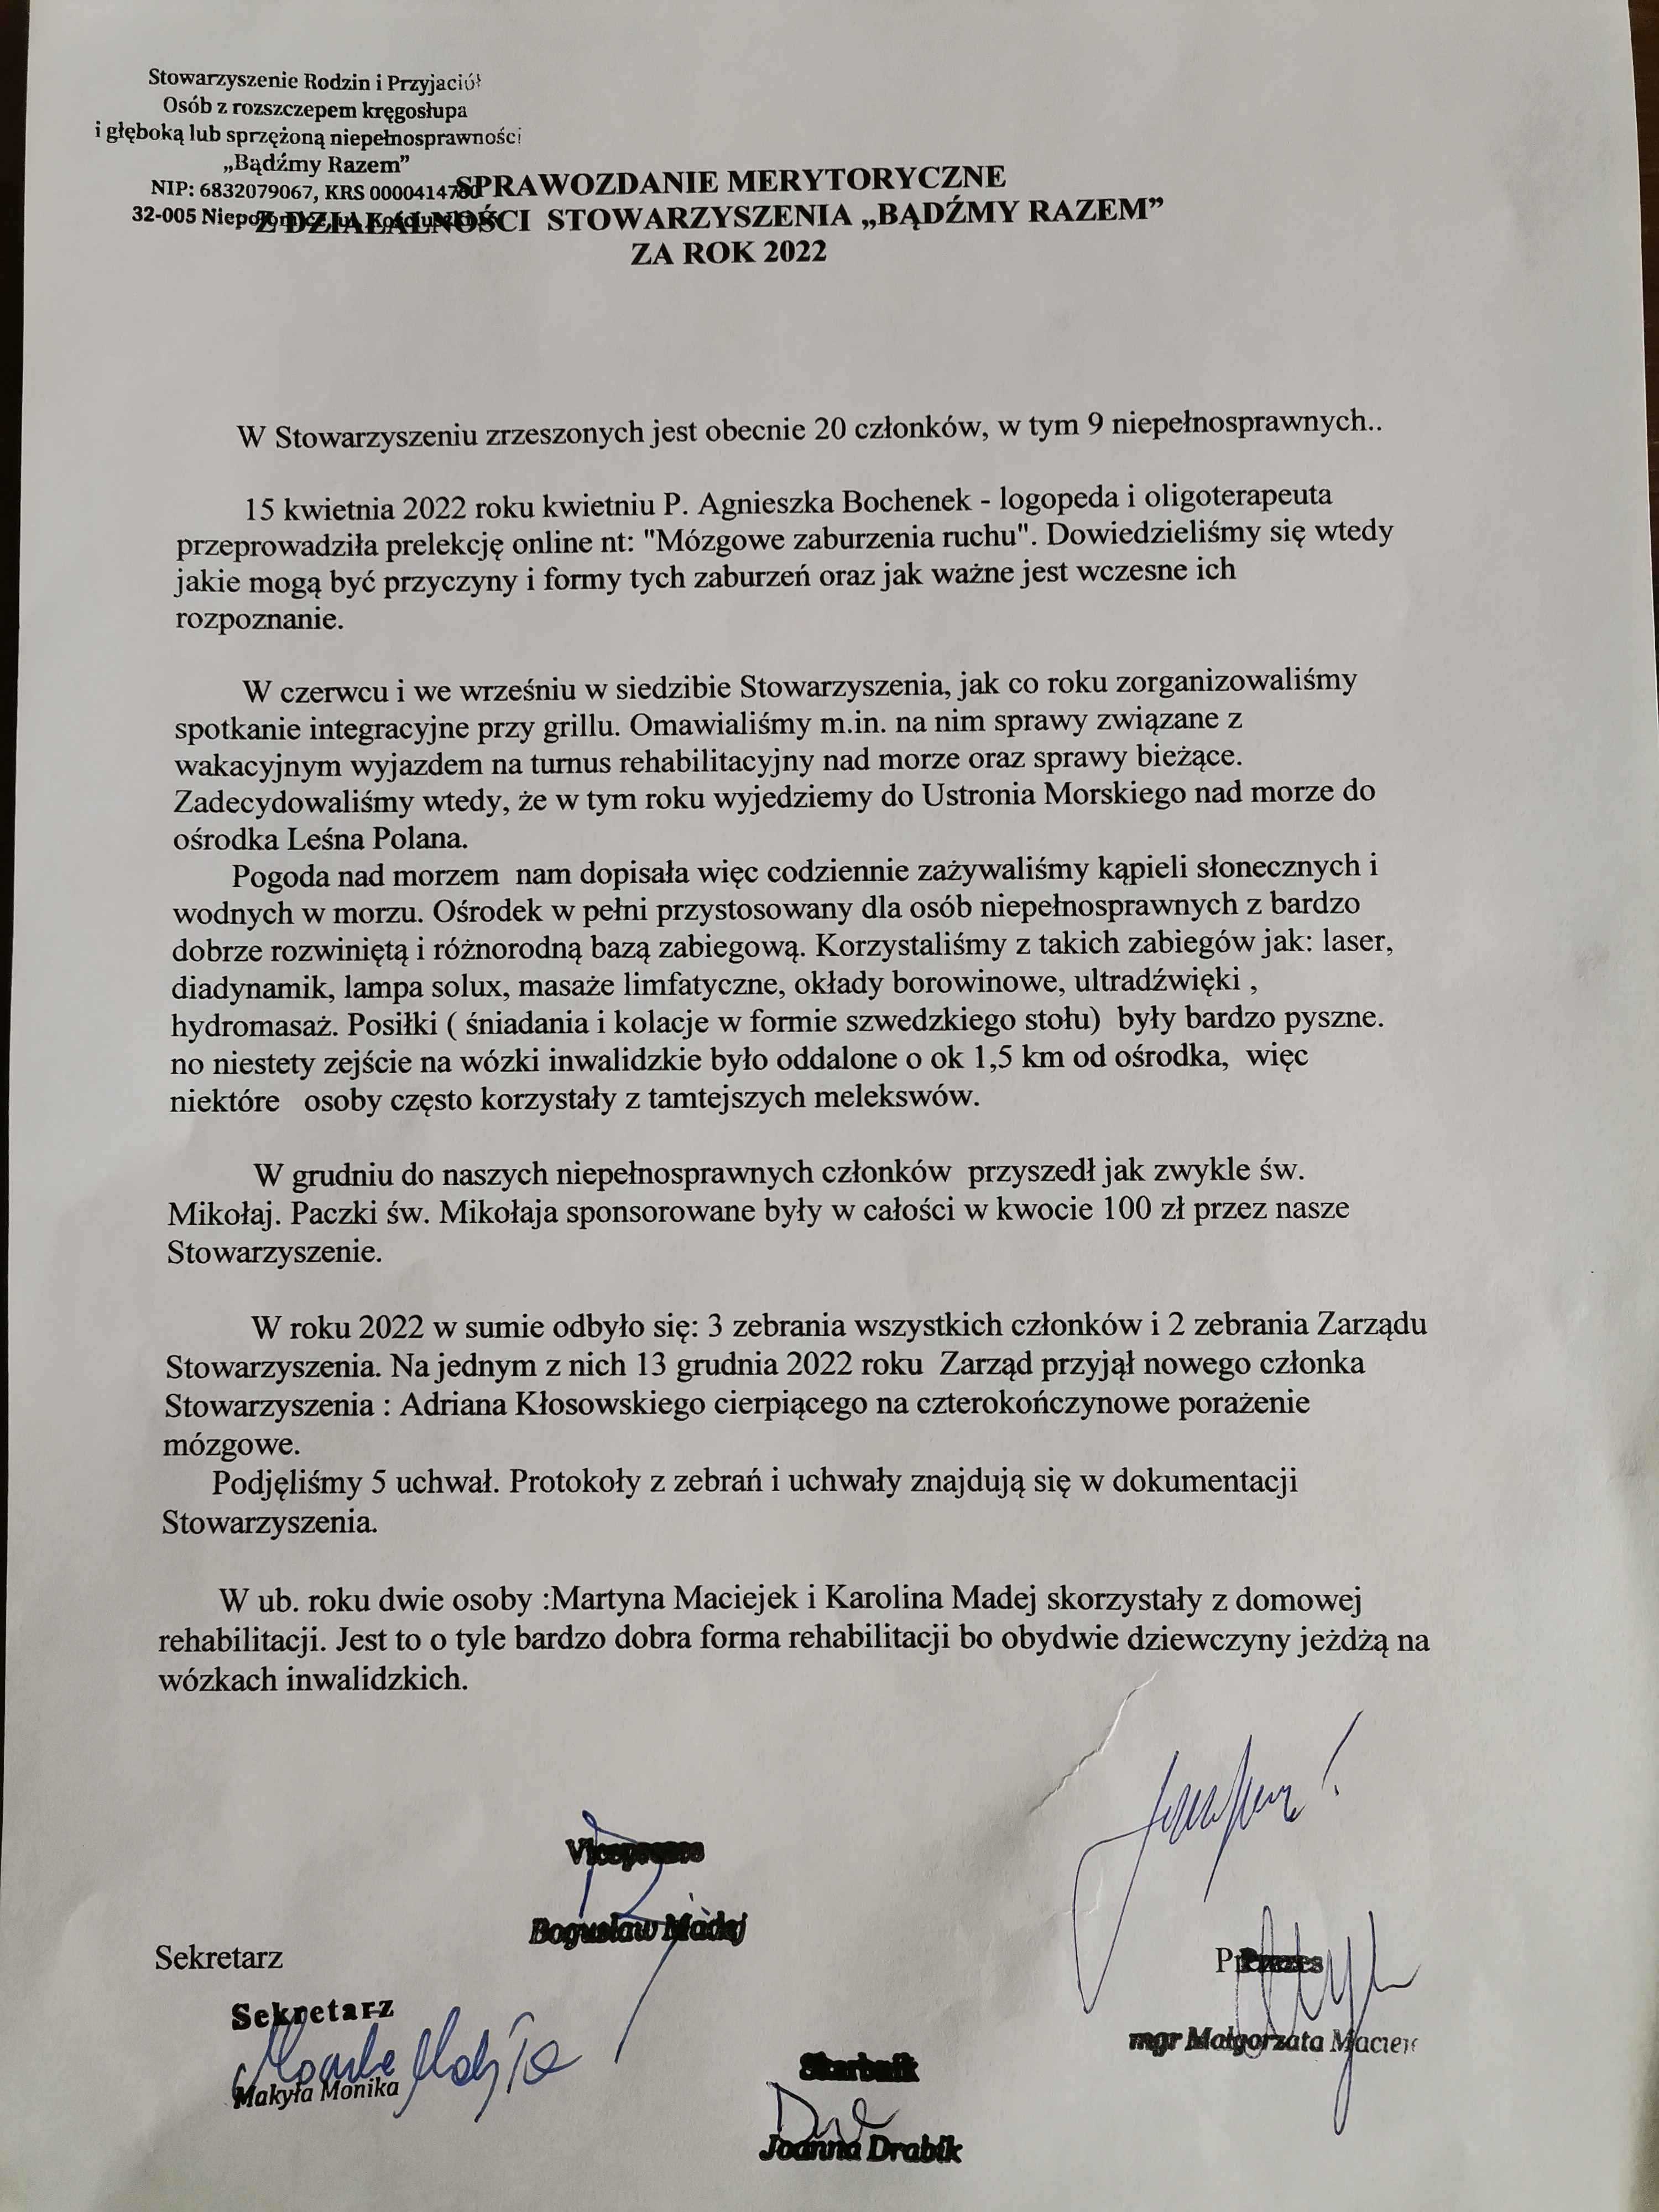 Stowarzyszenie Rodzin i Przyjaciół
Osób z rozszczepem kręgosłupa
i głęboką lub sprzężoną niepełnosprawności
„Bądźmy Razem”
NIP: 6832079067, KRS
SPRAWOZDANIE MERYTORYCZNE
32-005
Z DZIAŁALNOŚCI STOWARZYSZENIA „BĄDŹMY RAZEM”
ZA ROK 2022
W Stowarzyszeniu zrzeszonych jest obecnie 20 członków, w tym 9 niepełnosprawnych..
15 kwietnia 2022 roku kwietniu P. Agnieszka Bochenek - logopeda i oligoterapeuta
przeprowadziła prelekcję online nt: "Mózgowe zaburzenia ruchu". Dowiedzieliśmy się wtedy
jakie mogą być przyczyny i formy tych zaburzeń oraz jak ważne jest wczesne ich
rozpoznanie.
W czerwcu i we wrześniu w siedzibie Stowarzyszenia, jak co roku zorganizowaliśmy
spotkanie integracyjne przy grillu. Omawialiśmy m.in. na nim sprawy związane z
wakacyjnym wyjazdem na turnus rehabilitacyjny nad morze oraz sprawy bieżące.
Zadecydowaliśmy wtedy, że w tym roku wyjedziemy do Ustronia Morskiego nad morze do
ośrodka Leśna Polana.
Pogoda nad morzem nam dopisała więc codziennie zażywaliśmy kąpieli słonecznych i
wodnych w morzu. Ośrodek w pełni przystosowany dla osób niepełnosprawnych z bardzo
dobrze rozwiniętą i różnorodną bazą zabiegową. Korzystaliśmy z takich zabiegów jak: laser,
diadynamik, lampa solux, masaże limfatyczne, okłady borowinowe, ultradźwięki ,
hydromasaż. Posiłki ( śniadania i kolacje w formie szwedzkiego stołu) były bardzo pyszne.
no niestety zejście na wózki inwalidzkie było oddalone o ok 1,5 km od ośrodka, więc
niektóre osoby często korzystały z tamtejszych melekswów.
W grudniu do naszych niepełnosprawnych członków przyszedł jak zwykle św.
Mikołaj. Paczki św. Mikołaja sponsorowane były w całości w kwocie 100 zł przez nasze
Stowarzyszenie.
W roku 2022 w sumie odbyło się: 3 zebrania wszystkich członków i 2 zebrania Zarządu
Stowarzyszenia. Na jednym z nich 13 grudnia 2022 roku Zarząd przyjął nowego członka
Stowarzyszenia : Adriana Kłosowskiego cierpiącego na czterokończynowe porażenie
mózgowe.
Podjęliśmy 5 uchwał. Protokoły z zebrań i uchwały znajdują się w dokumentacji
Stowarzyszenia.
W ub. roku dwie osoby :Martyna Maciejek i Karolina Madej skorzystały z domowej
rehabilitacji. Jest to o tyle bardzo dobra forma rehabilitacji bo obydwie dziewczyny jeżdżą na
wózkach inwalidzkich.
Wiceprezes
Bogusław Madej
Sekretarz
Prezes
Sekretarz
mgr Małgorzata Maciej
Makyła Monika
Skarbnik
Joanna Drabik